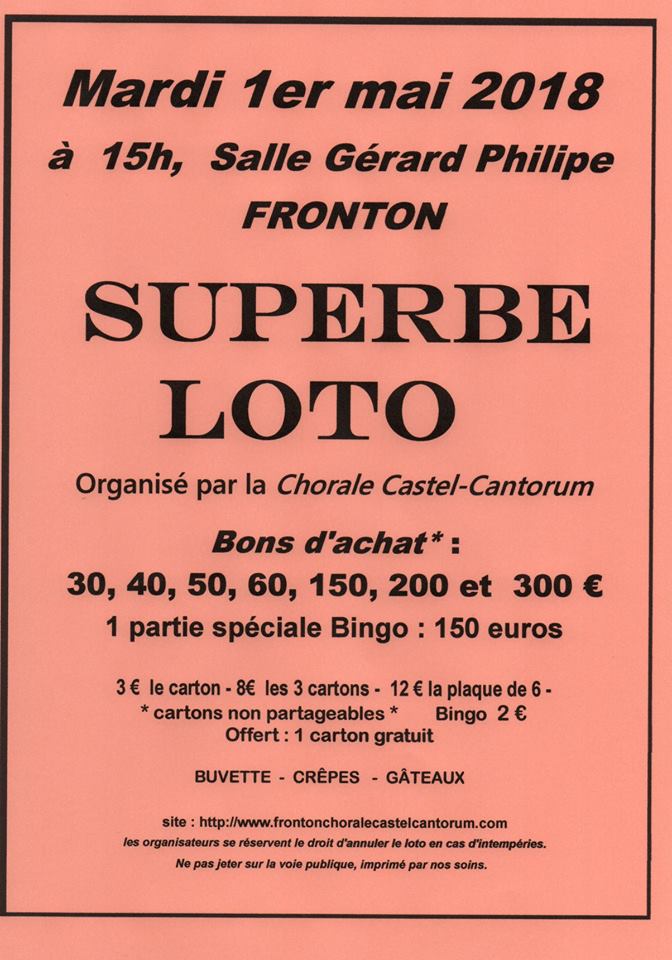 Mardi 1er mai 2018
à 15h, Salle Gérard Philipe
FRONTON
SUPERBE
LOTO
Organisé par la Chorale Castel-Cantorum
Bons d'achat* :
30, 40, 50, 60, 150, 200 et 300 €
1 partie spéciale Bingo : 150 euros
3 € le carton - 8€ les 3 cartons - 12 € la plaque de 6 -
* cartons non partageables * Bingo 2 €
Offert : 1 carton gratuit
BUVETTE - CRÊPES - GÂTEAUX
site : http://www.frontonchoralecastelcantorum.com
les organisateurs se réservent le droit d'annuler le loto en cas d'intempéries.
Ne pas jeter sur la voie publique, imprimé par nos soins.